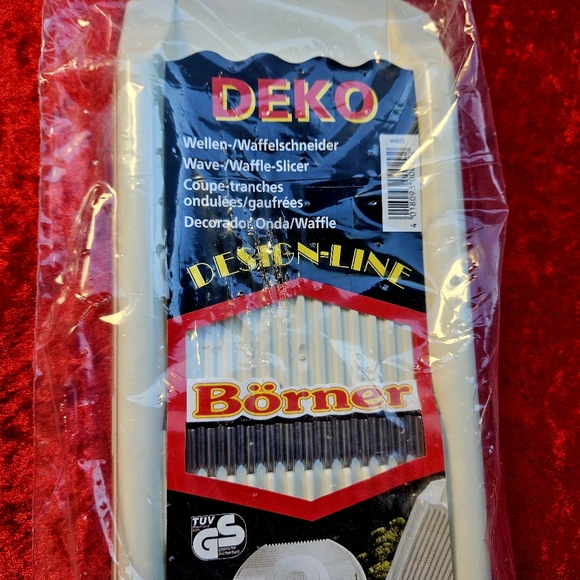 DEKO
Wellen-/Waffelschneider
Wave-/Waffle-Slicer
Coupe-tranches
ondulées/gaufrées
Decorador Onda/Waffle
DESIGN-LINE
Börner
TÜV
GS